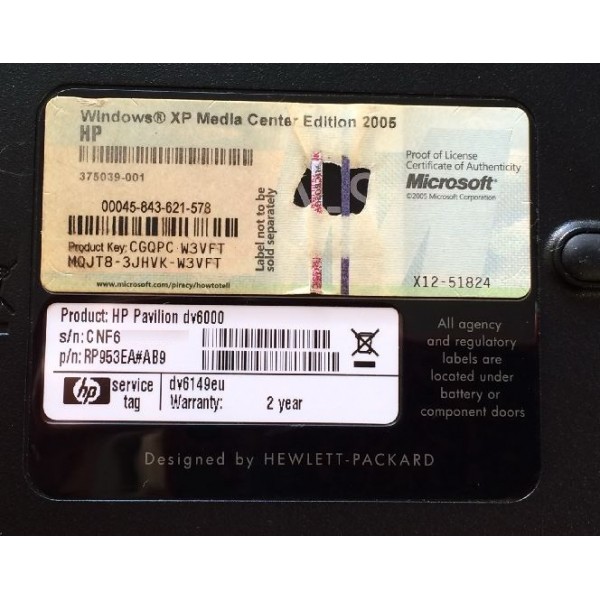 Windows® XP Media Center Edition 2005
HP
375039-001
00045-843-621-578
Product Key: CGQPC-W3VFT
MQJT8-3JHVK-W3VFT
www.microsoft.com/piracy/howtotell
Label not to be
sold separately
Proof of License
Certificate of Authenticity
Microsoft®
©2005 Microsoft Corporation
X12-51824
Product: HP Pavilion dv6000
s/n: CNF6
p/n: RP953EA#AB9
hp
service
tag
dv6149eu
Warranty: 2 year
All agency
and regulatory
labels are
located under
battery or
component doors
Designed by HEWLETT-PACKARD